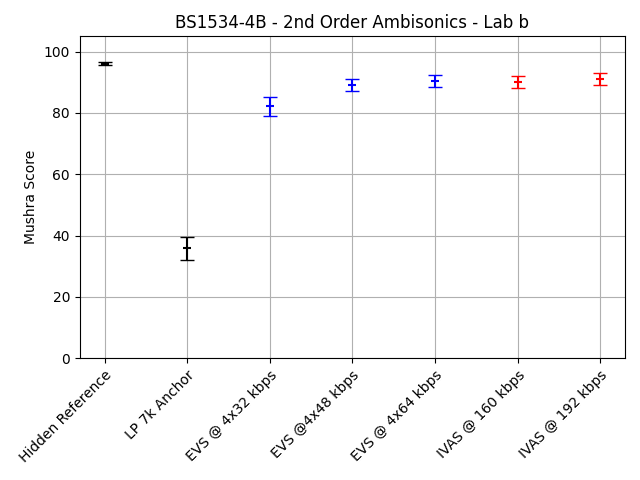 BS1534-4B - 2nd Order Ambisonics - Lab b
Mushra Score
100
80
60
40
20
0
Hidden Reference
LP 7k Anchor
EVS @ 4x32 kbps
EVS @4x48 kbps
EVS @ 4x64 kbps
IVAS @ 160 kbps
IVAS @ 192 kbps